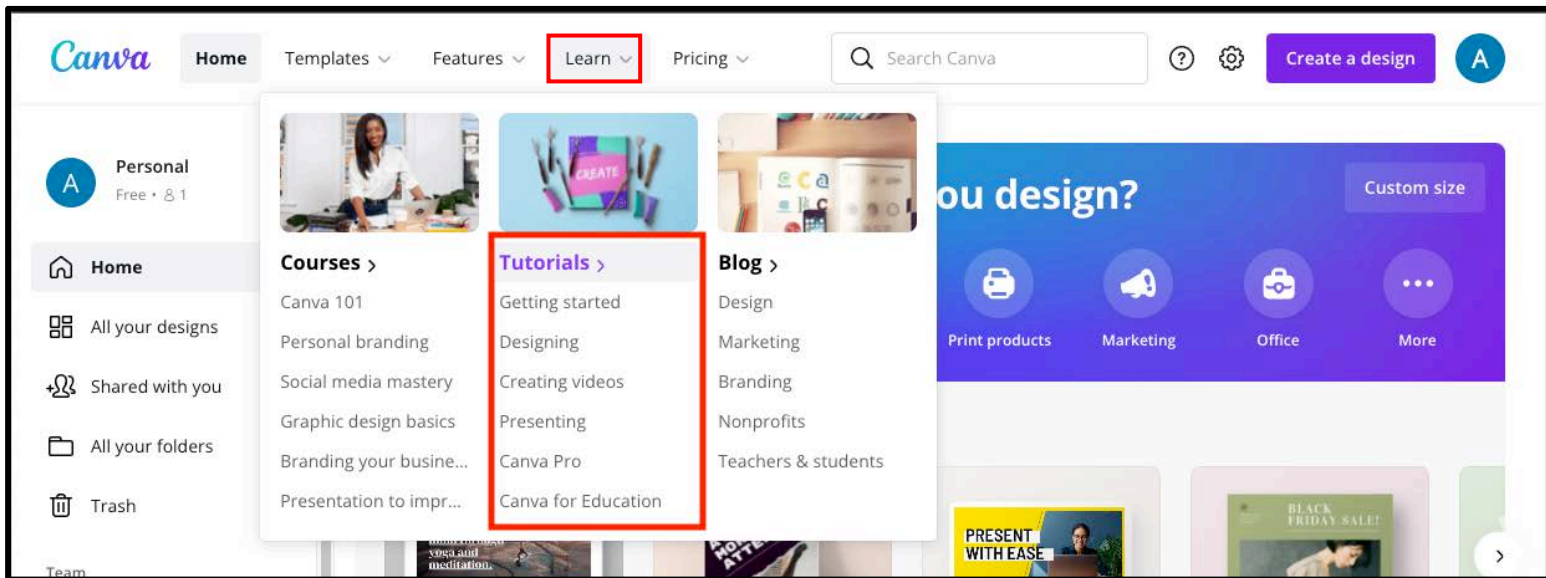 Canva
Home
Templates
Features
Learn
Pricing
Search Canva
?
Create a design
A
A
Personal
Free • 1
Home
All your designs
Shared with you
All your folders
Trash
Team
CREATE
Courses >
Canva 101
Personal branding
Social media mastery
Graphic design basics
Branding your busine...
Presentation to impr...
Tutorials >
Getting started
Designing
Creating videos
Presenting
Canva Pro
Canva for Education
Blog >
Design
Marketing
Branding
Nonprofits
Teachers & students
ou design?
Custom size
Print products
Marketing
Office
More
yoga and
meditation.
PRESENT
WITH EASE
BLACK
FRIDAY SALE!